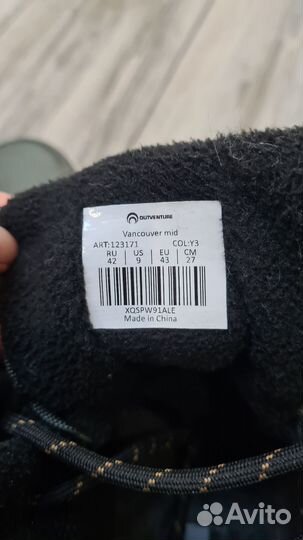 OUTVENTURE
Vancouver mid
ART:123171 COL:Y3
RU US EU CM
42 9 43 27
XQSPW91ALE
Made in China
Avito